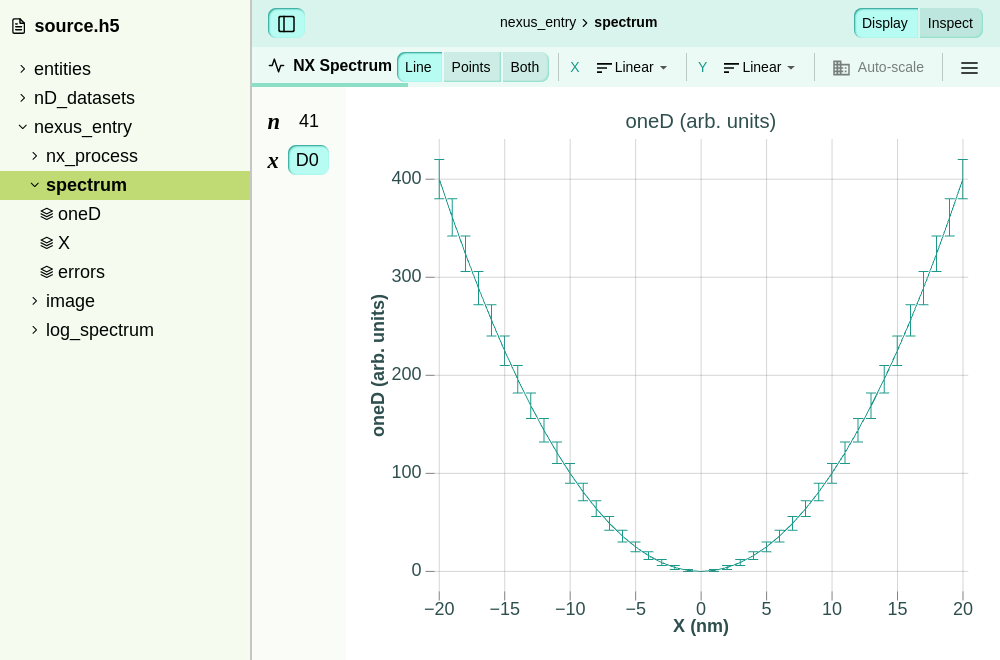 source.h5
entities
nD_datasets
nexus_entry
nx_process
spectrum
oneD
X
errors
image
log_spectrum
nexus_entry > spectrum
Display Inspect
NX Spectrum Line Points Both X Linear Y Linear Auto-scale
n 41
x D0
oneD (arb. units)
400
300
200
100
0
oneD (arb. units)
−20 −15 −10 −5 0 5 10 15 20
X (nm)